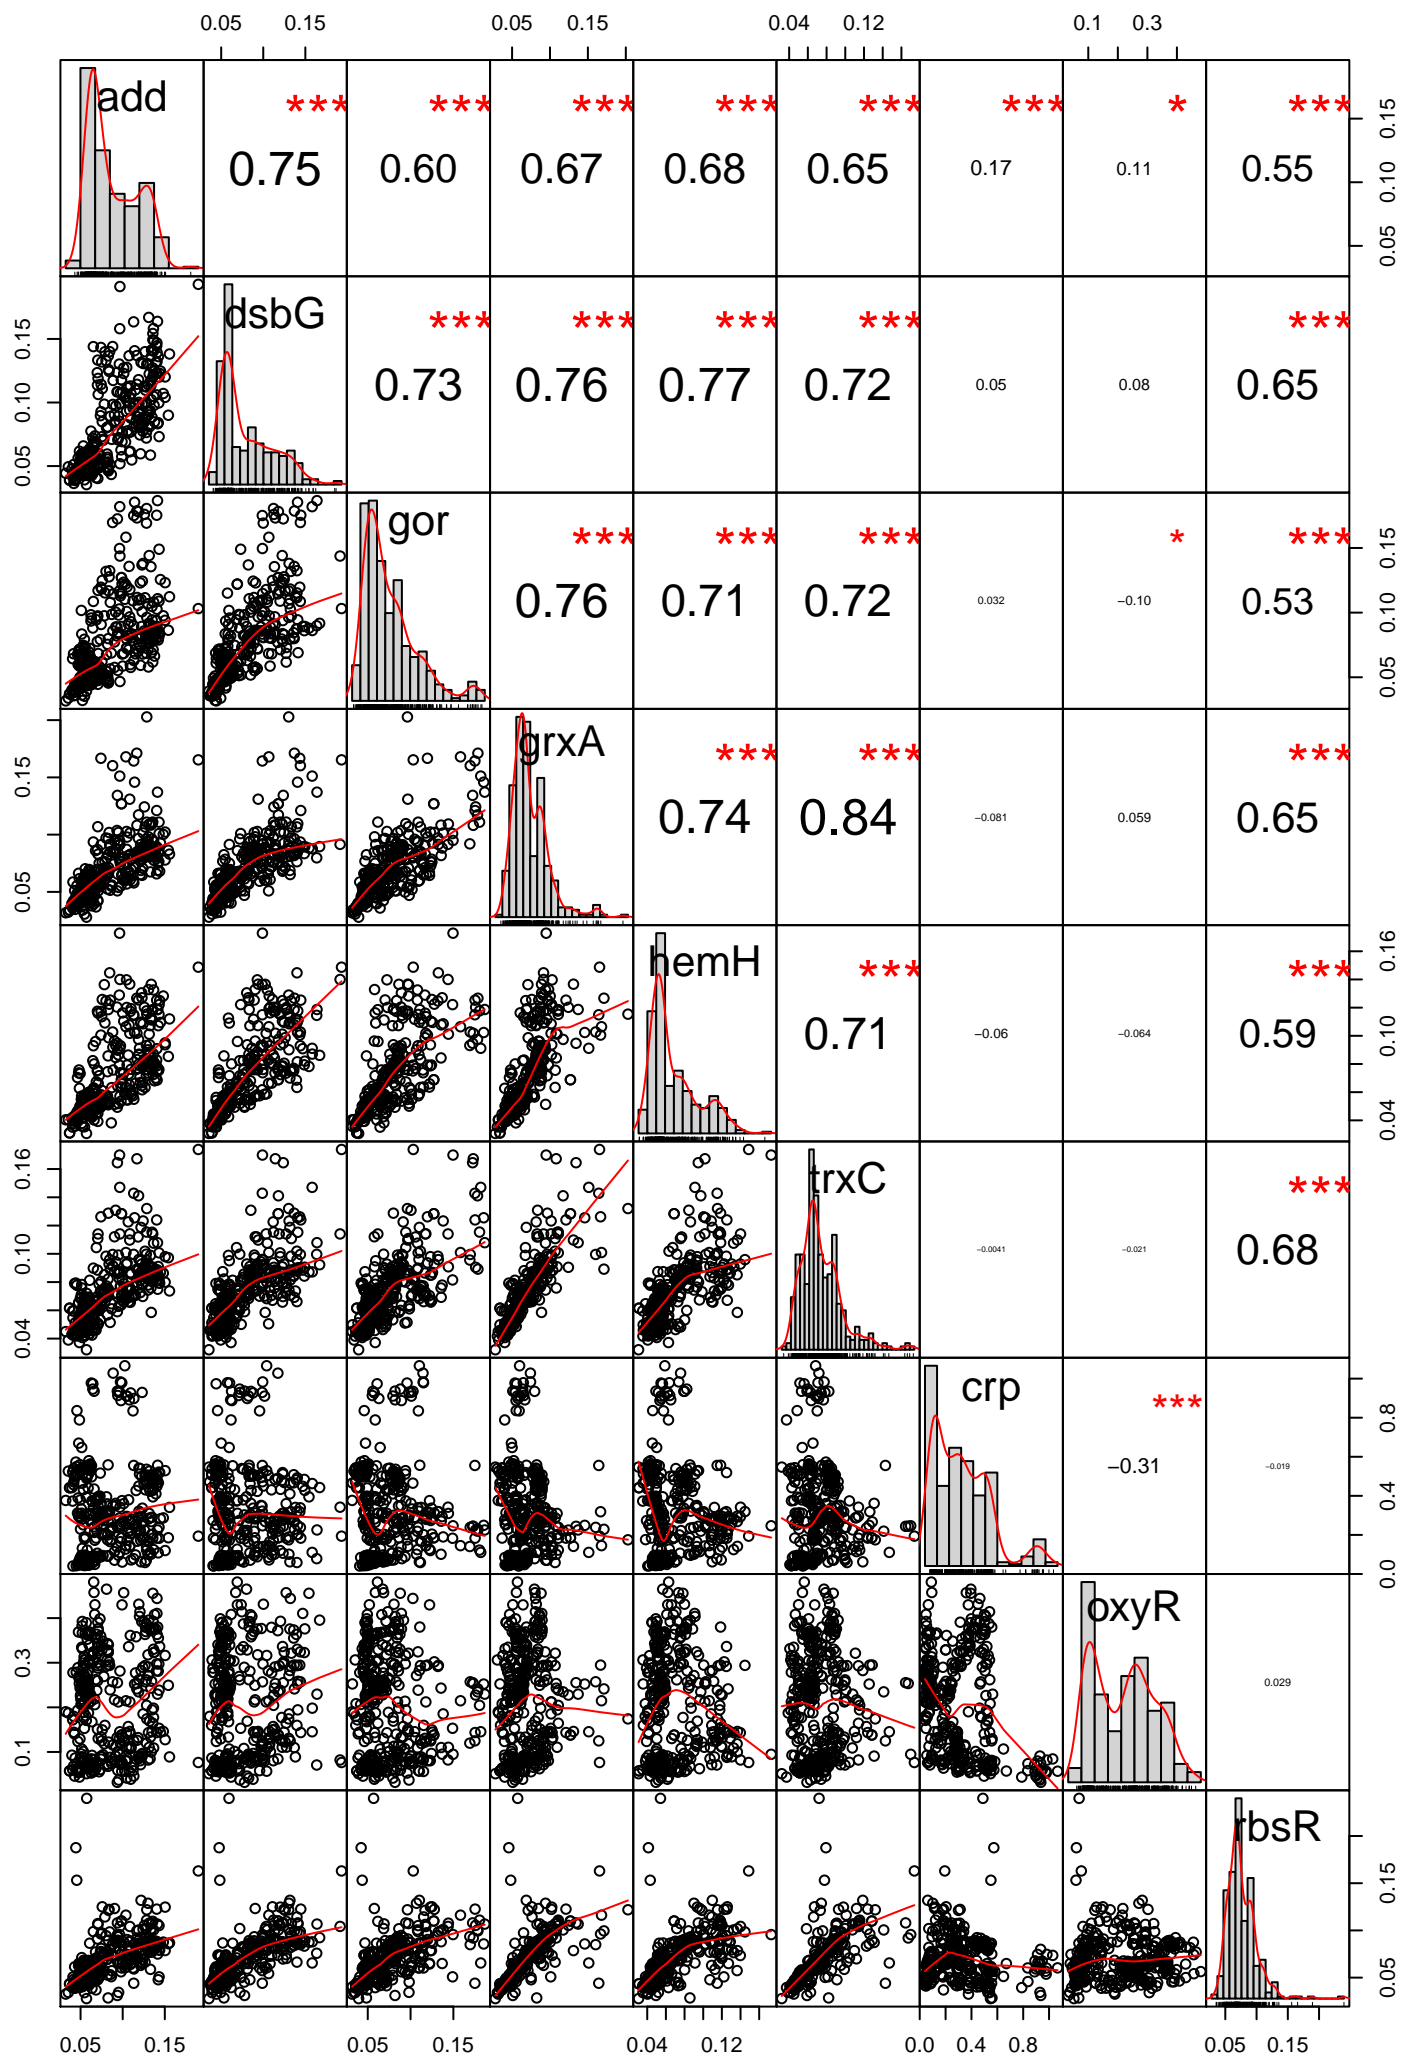 0.05 0.15 0.05 0.15 0.04 0.12 0.1 0.3
add *** *** *** *** *** *** * ***
0.75 0.60 0.67 0.68 0.65 0.17 0.11 0.55
0.05 0.10 0.15
dsbG *** *** *** *** ***
0.73 0.76 0.77 0.72 0.05 0.08 0.65
0.05 0.10 0.15
gor *** *** *** * ***
0.76 0.71 0.72 0.032 −0.10 0.53
0.05 0.10 0.15
grxA *** *** ***
0.74 0.84 −0.081 0.059 0.65
0.05 0.15
hemH *** ***
0.71 −0.06 −0.064 0.59
0.04 0.10 0.16
trxC ***
−0.0041 −0.021 0.68
0.04 0.10 0.16
crp ***
−0.31 −0.019
0.0 0.4 0.8
oxyR
0.029
0.1 0.3
rbsR
0.05 0.15
0.05 0.15 0.05 0.15 0.04 0.12 0.0 0.4 0.8 0.05 0.15